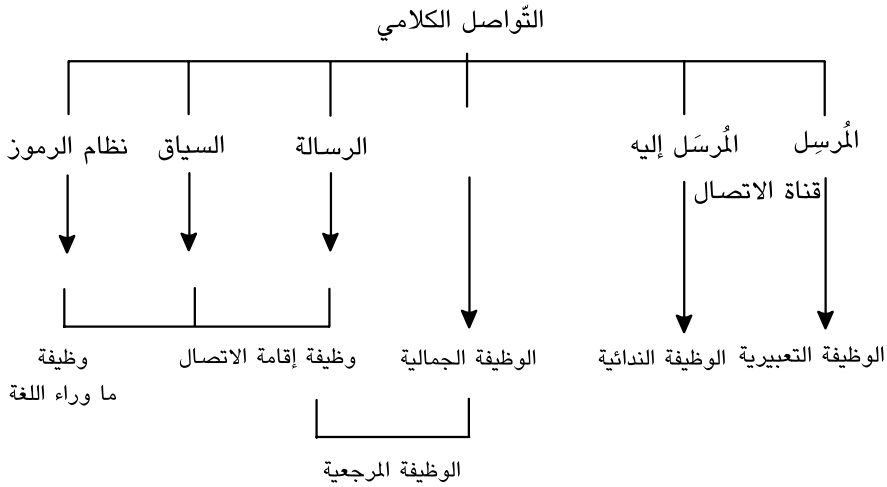 التّواصل الكلامي
المُرسِل
المُرسَل إليه
قناة الاتصال
الرسالة
السياق
نظام الرموز
الوظيفة التعبيرية
الوظيفة الندائية
الوظيفة الجمالية
وظيفة إقامة الاتصال
وظيفة
ما وراء اللغة
الوظيفة المرجعية